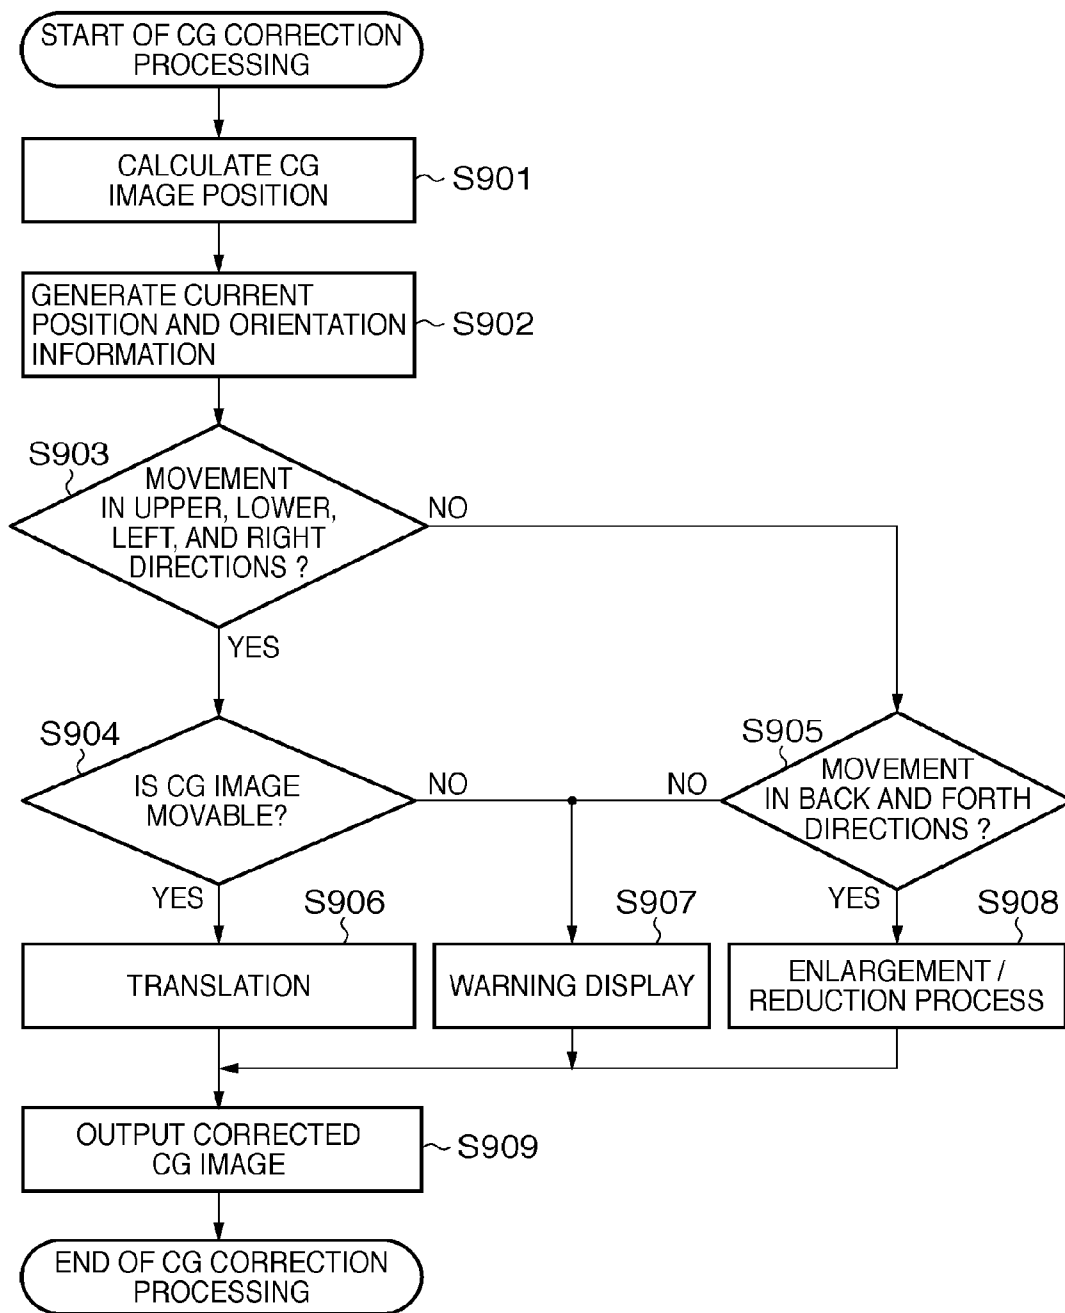 START OF CG CORRECTION
PROCESSING
CALCULATE CG
IMAGE POSITION
S901
GENERATE CURRENT
POSITION AND ORIENTATION
INFORMATION
S902
S903
MOVEMENT
IN UPPER, LOWER,
LEFT, AND RIGHT
DIRECTIONS ?
NO
YES
S904
IS CG IMAGE
MOVABLE?
NO
YES
S905
MOVEMENT
IN BACK AND FORTH
DIRECTIONS ?
NO
YES
S906
TRANSLATION
S907
WARNING DISPLAY
S908
ENLARGEMENT /
REDUCTION PROCESS
OUTPUT CORRECTED
CG IMAGE
S909
END OF CG CORRECTION
PROCESSING